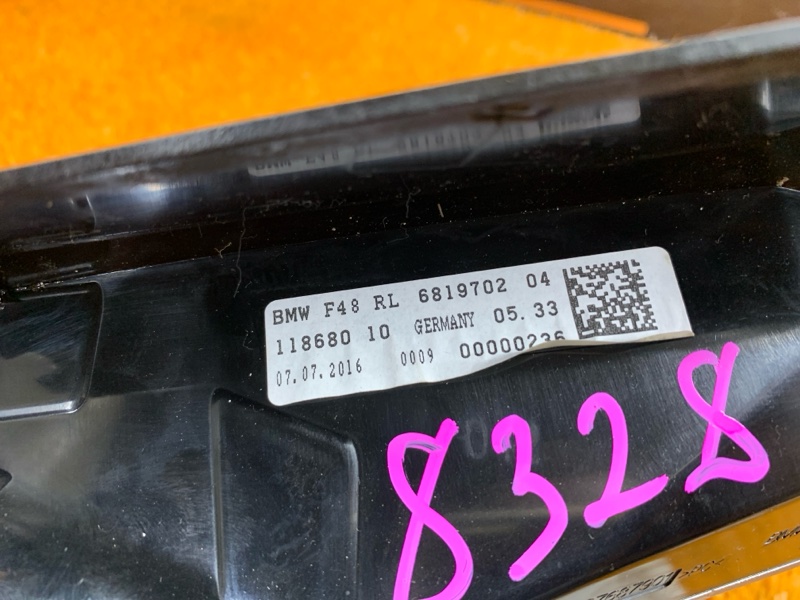 BMW F48 RL 6819702 04
118680 10 GERMANY 05.33
07.07.2016 0009 00000236
8328